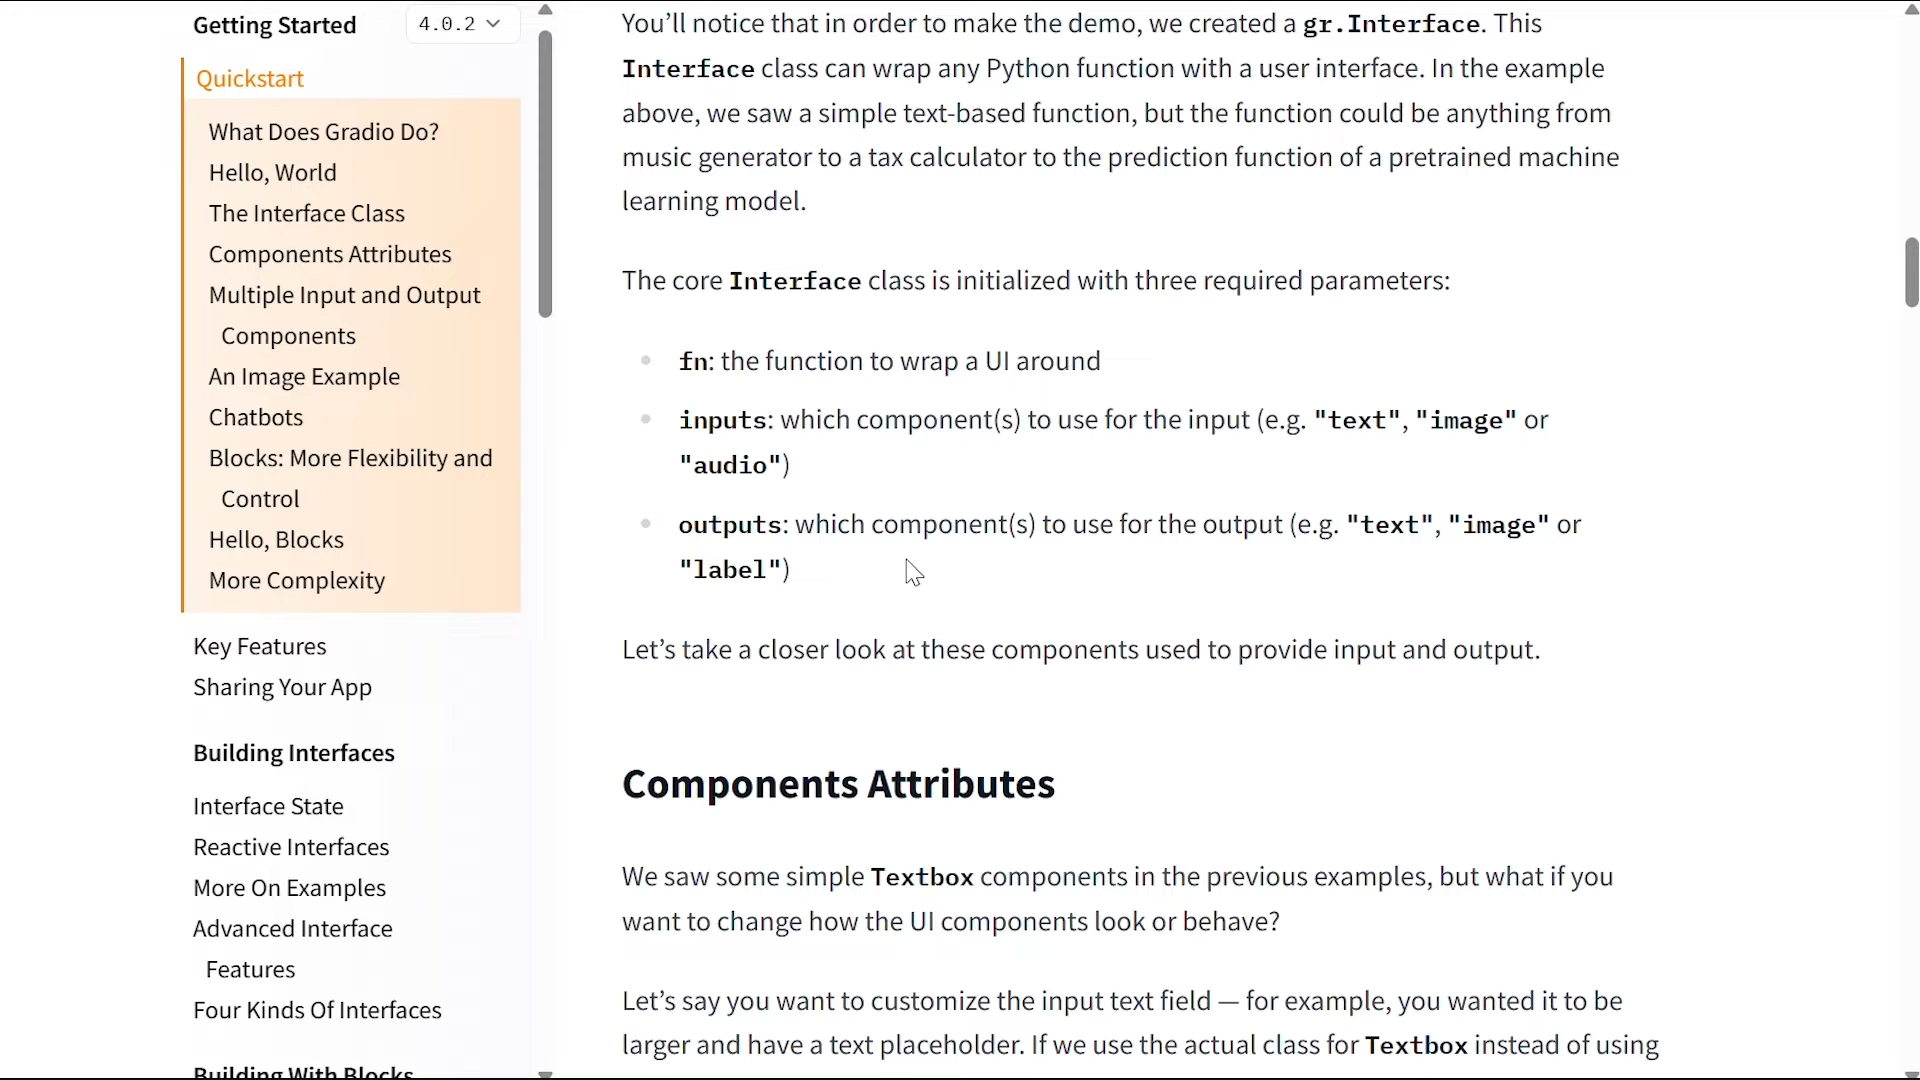 Getting Started
4.0.2
Quickstart
What Does Gradio Do?
Hello, World
The Interface Class
Components Attributes
Multiple Input and Output
Components
An Image Example
Chatbots
Blocks: More Flexibility and
Control
Hello, Blocks
More Complexity
Key Features
Sharing Your App
Building Interfaces
Interface State
Reactive Interfaces
More On Examples
Advanced Interface
Features
Four Kinds Of Interfaces
Building With Blocks
You’ll notice that in order to make the demo, we created a gr.Interface. This
Interface class can wrap any Python function with a user interface. In the example
above, we saw a simple text-based function, but the function could be anything from
music generator to a tax calculator to the prediction function of a pretrained machine
learning model.
The core Interface class is initialized with three required parameters:
fn: the function to wrap a UI around
inputs: which component(s) to use for the input (e.g. "text", "image" or
"audio")
outputs: which component(s) to use for the output (e.g. "text", "image" or
"label")
Let’s take a closer look at these components used to provide input and output.
Components Attributes
We saw some simple Textbox components in the previous examples, but what if you
want to change how the UI components look or behave?
Let’s say you want to customize the input text field — for example, you wanted it to be
larger and have a text placeholder. If we use the actual class for Textbox instead of using